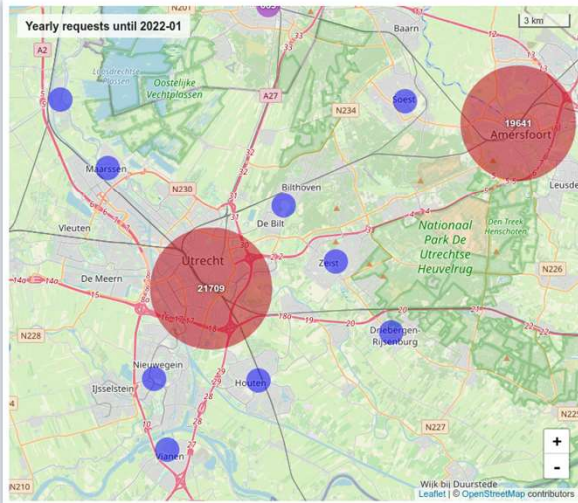 Yearly requests until 2022-01
3 km
Baarn
A2
Loosdrechtse
Plassen
Oostelijke
Vechtplassen
A27
N234
Soest
19641
Amersfoort
Maarssen
N230
Bilthoven
Leusde
Vleuten
De Bilt
Nationaal
Park De
Utrechtse
Heuvelrug
Den Treek
Henschoten
De Meern
Utrecht
Zeist
N226
21709
N228
Driebergen-
Rijsenburg
Nieuwegein
IJsselstein
Houten
N227
Vianen
N210
Wijk bij Duurstede
+
-
Leaflet | © OpenStreetMap contributors